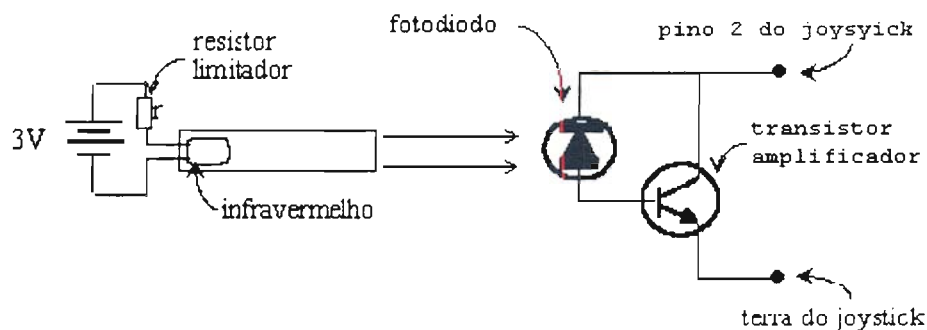 resistor
limitador
3V
infravermelho
fotodiodo
pino 2 do joysyick
transistor
amplificador
terra do joystick